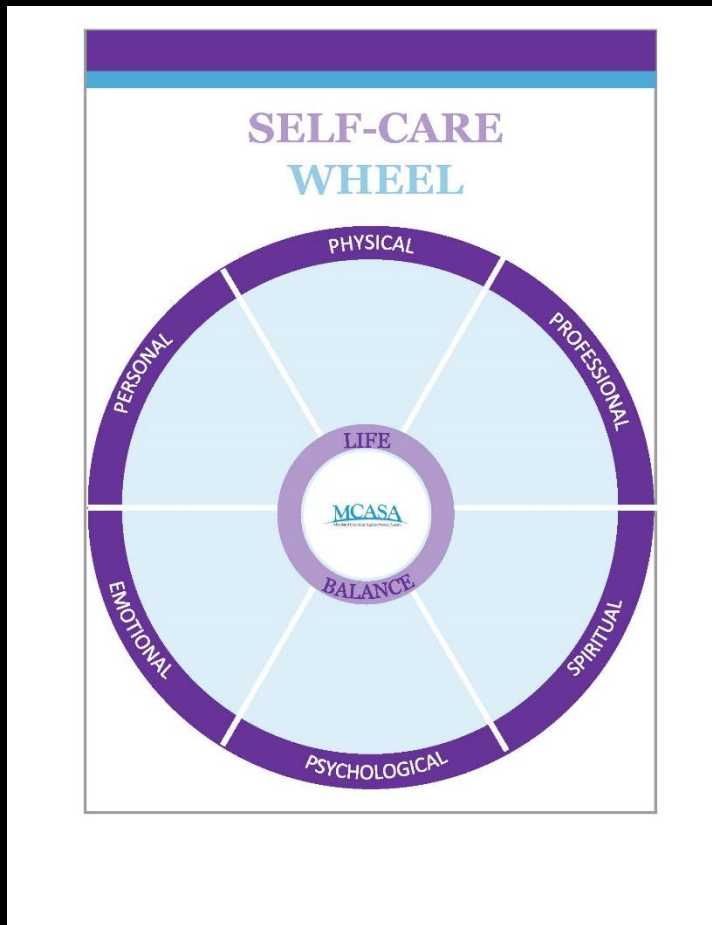 SELF-CARE
WHEEL
PHYSICAL
PROFESSIONAL
PERSONAL
LIFE
MCASA
BALANCE
EMOTIONAL
SPIRITUAL
PSYCHOLOGICAL